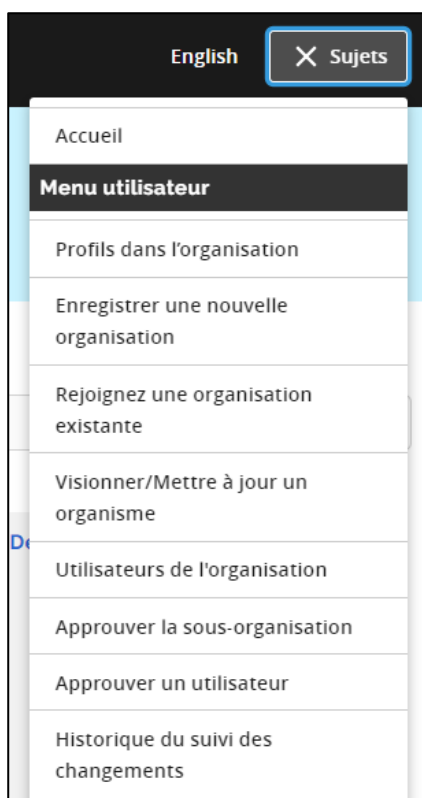 English
Sujets
Accueil
Menu utilisateur
Profils dans l’organisation
Enregistrer une nouvelle
organisation
Rejoignez une organisation
existante
Visionner/Mettre à jour un
organisme
Utilisateurs de l'organisation
Approuver la sous-organisation
Approuver un utilisateur
Historique du suivi des
changements